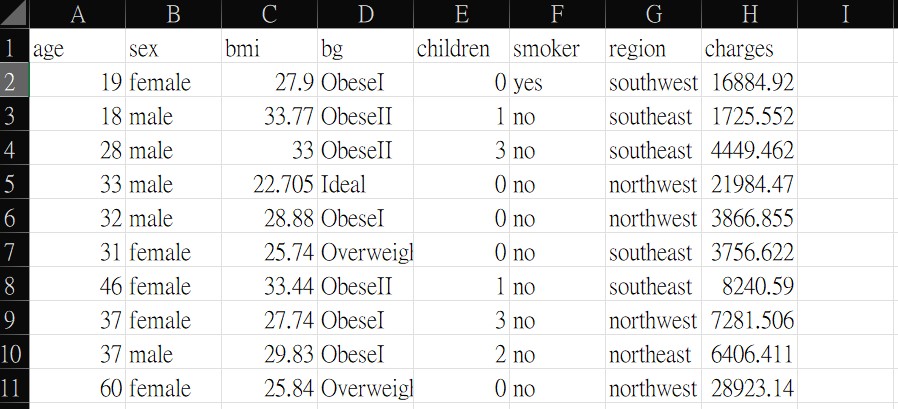 A B C D E F G H I
1 age sex bmi bg children smoker region charges
2 19 female 27.9 ObeseI 0 yes southwest 16884.92
3 18 male 33.77 ObeseII 1 no southeast 1725.552
4 28 male 33 ObeseII 3 no southeast 4449.462
5 33 male 22.705 Ideal 0 no northwest 21984.47
6 32 male 28.88 ObeseI 0 no northwest 3866.855
7 31 female 25.74 Overweigh 0 no southeast 3756.622
8 46 female 33.44 ObeseII 1 no southeast 8240.59
9 37 female 27.74 ObeseI 3 no northwest 7281.506
10 37 male 29.83 ObeseI 2 no northeast 6406.411
11 60 female 25.84 Overweigh 0 no northwest 28923.14